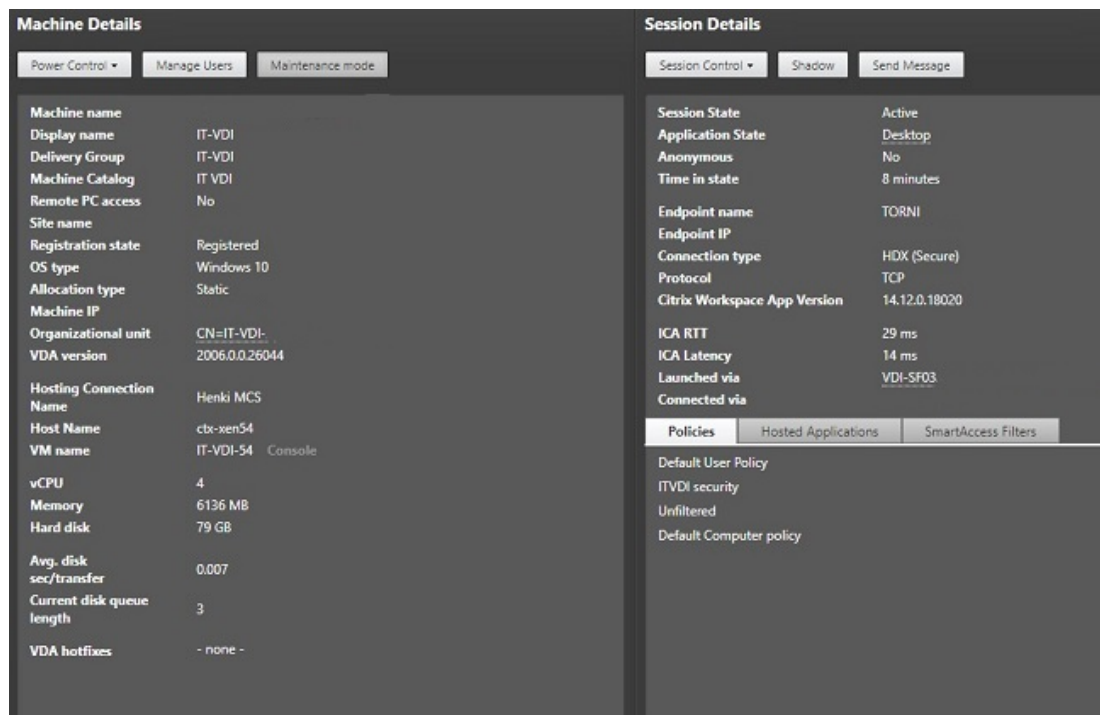 Machine Details
Power Control
Manage Users
Maintenance mode
Machine name
Display name IT-VDI
Delivery Group IT-VDI
Machine Catalog IT VDI
Remote PC access No
Site name
Registration state Registered
OS type Windows 10
Allocation type Static
Machine IP
Organizational unit CN=IT-VDI-
VDA version 2006.0.0.26044
Hosting Connection
Name Henki MCS
Host Name ctx-xen54
VM name IT-VDI-54 Console
vCPU 4
Memory 6136 MB
Hard disk 79 GB
Avg. disk
sec/transfer 0.007
Current disk queue
length 3
VDA hotfixes - none -
Session Details
Session Control
Shadow
Send Message
Session State Active
Application State Desktop
Anonymous No
Time in state 8 minutes
Endpoint name TORNI
Endpoint IP
Connection type HDX (Secure)
Protocol TCP
Citrix Workspace App Version 14.12.0.18020
ICA RTT 29 ms
ICA Latency 14 ms
Launched via VDI-SF03
Connected via
Policies
Hosted Applications
SmartAccess Filters
Default User Policy
ITVDI security
Unfiltered
Default Computer policy